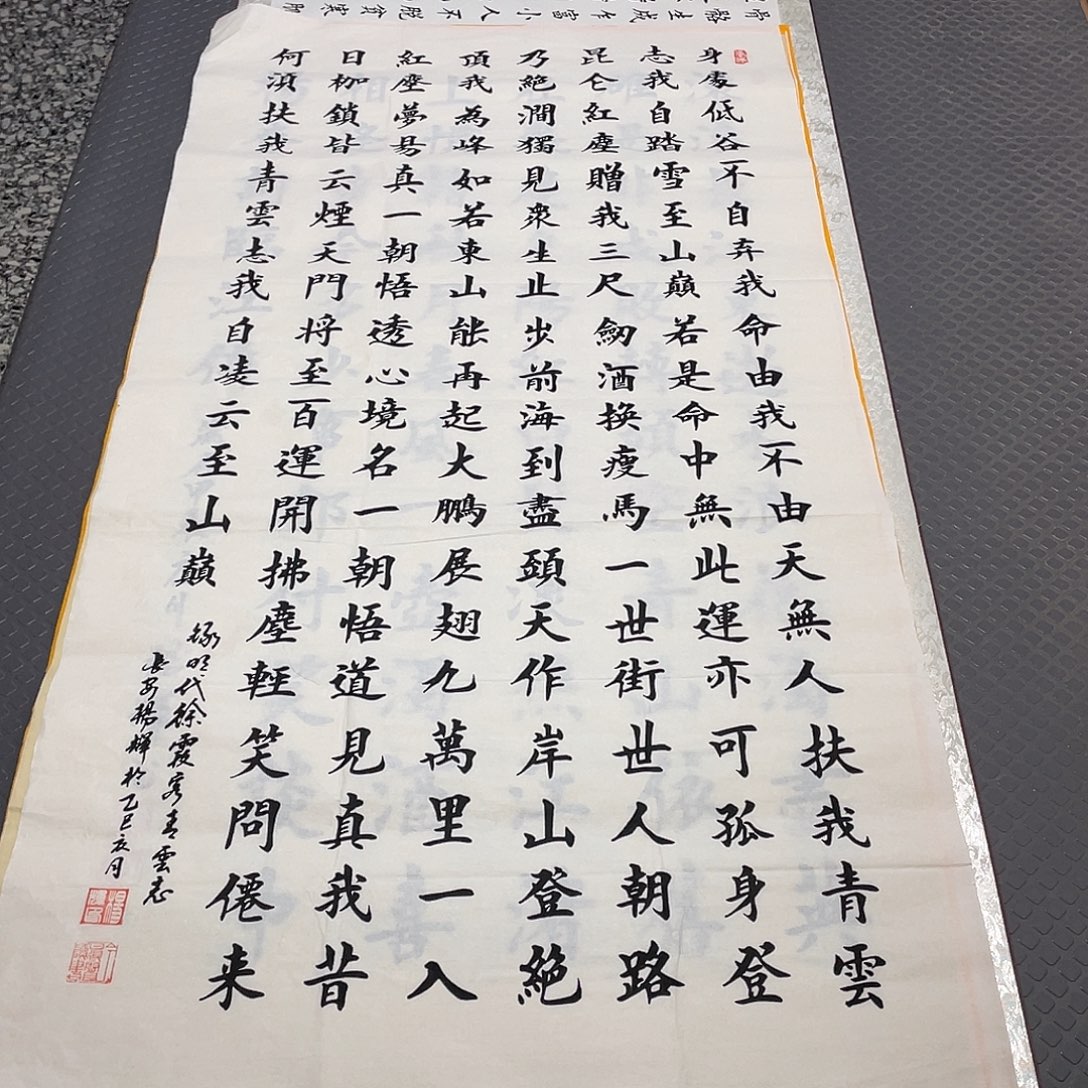 身處低谷不自弃我命由我不由天無人扶我青雲
志我自踏雪至山巔若是命中無此運亦可孤身登
昆仑紅塵贈我三尺劒酒换瘦馬一世街世人朝路
乃絕澗獨見衆生止步前海到盡頭天作岸山登絕
頂我為峰如若東山能再起大鵬展翅九萬里一入
紅塵夢易真一朝悟透心境名一朝悟道見真我昔
日枷鎖皆云煙天門将至百運開拂塵輕笑問僊来
何湏扶我青雲志我自凌云至山巔
録明代徐霞客青雲志
長安楊輝於乙巳夏月